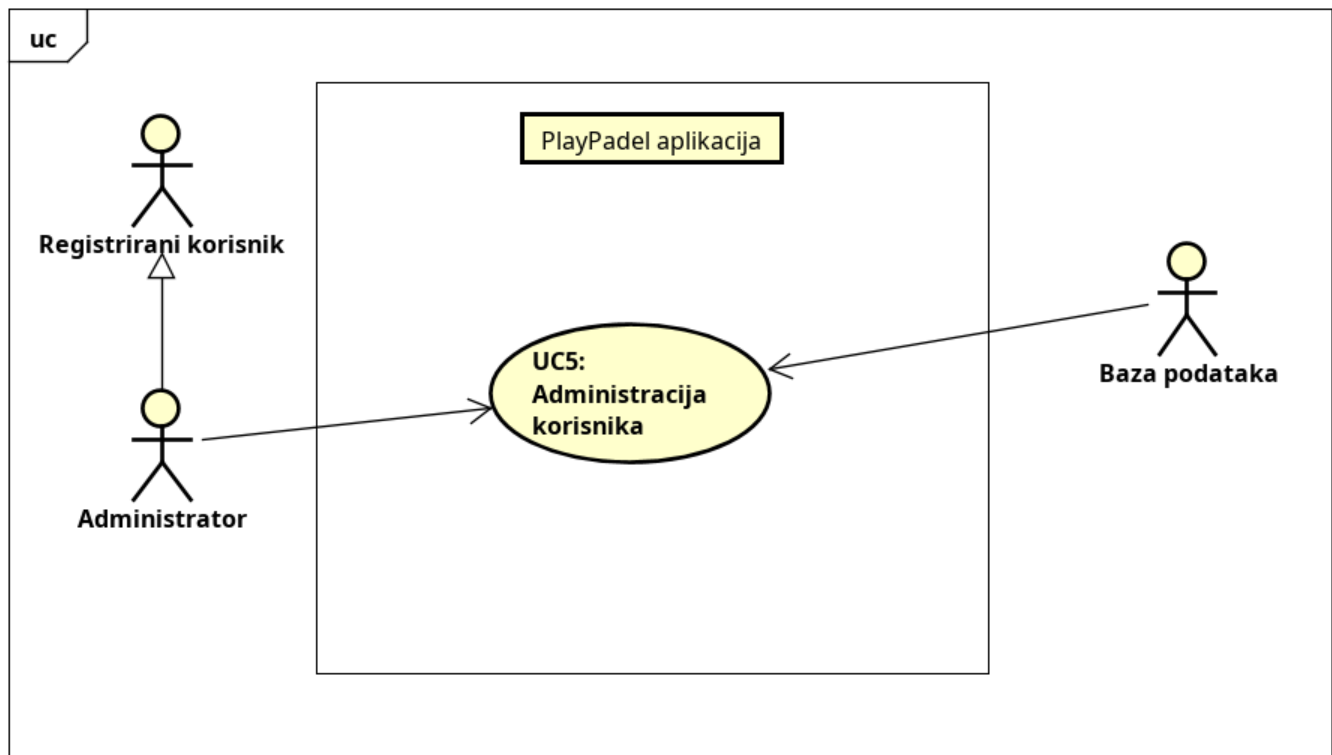 uc
PlayPadel aplikacija
Registrirani korisnik
UC5:
Administracija
korisnika
Baza podataka
Administrator